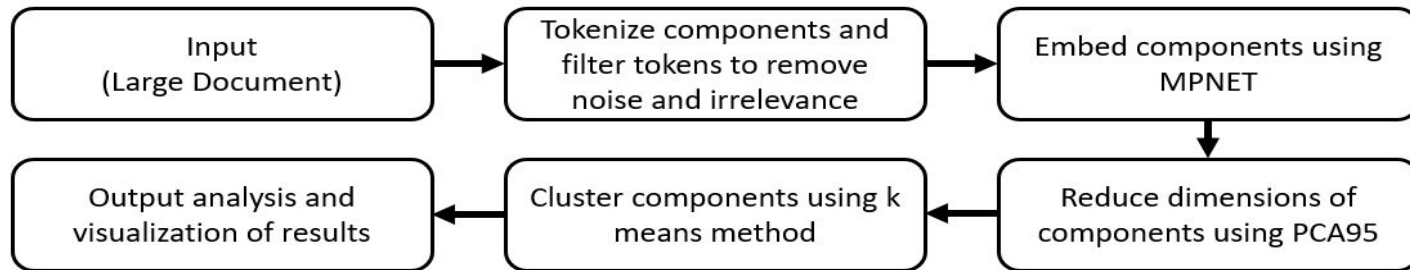 Input
(Large Document)
Tokenize components and
filter tokens to remove
noise and irrelevance
Embed components using
MPNET
Reduce dimensions of
components using PCA95
Cluster components using k
means method
Output analysis and
visualization of results